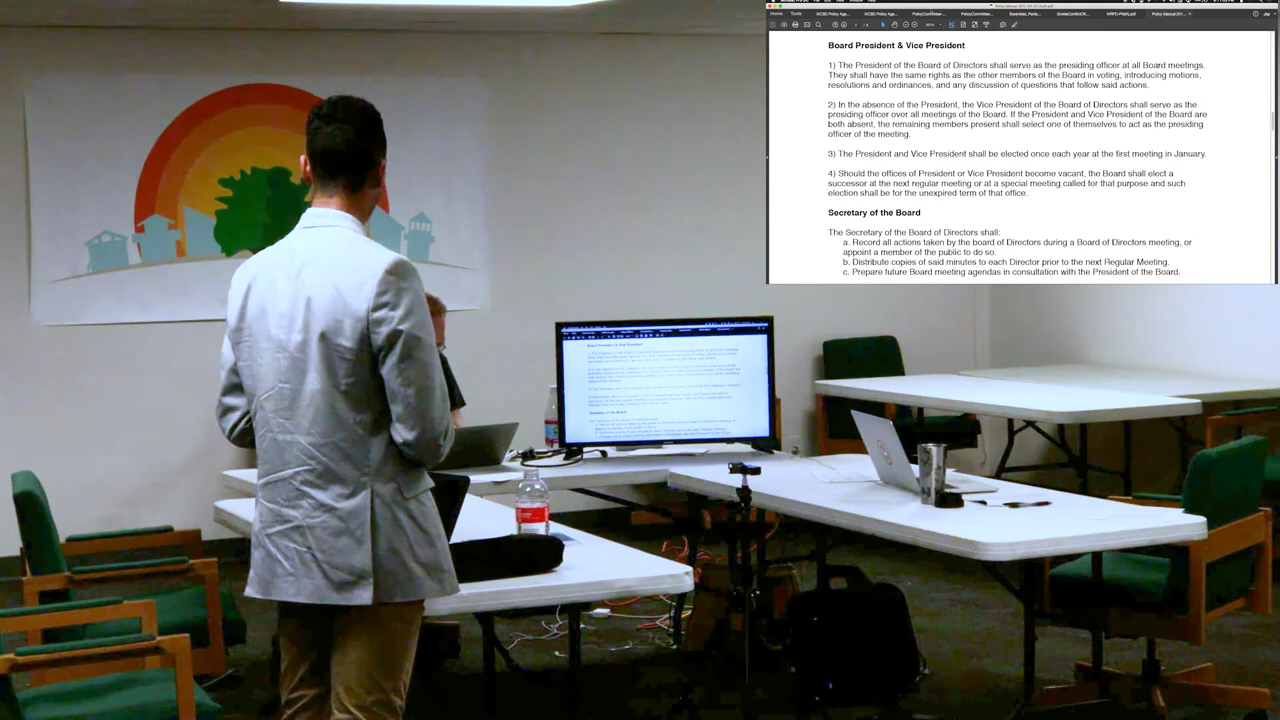 Home Tools
Board President & Vice President
1) The President of the Board of Directors shall serve as the presiding officer at all Board meetings.
They shall have the same rights as the other members of the Board in voting, introducing motions,
resolutions and ordinances, and any discussion of questions that follow said actions.
2) In the absence of the President, the Vice President of the Board of Directors shall serve as the
presiding officer over all meetings of the Board. If the President and Vice President of the Board are
both absent, the remaining members present shall select one of themselves to act as the presiding
officer of the meeting.
3) The President and Vice President shall be elected once each year at the first meeting in January.
4) Should the offices of President or Vice President become vacant, the Board shall elect a
successor at the next regular meeting or at a special meeting called for that purpose and such
election shall be for the unexpired term of that office.
Secretary of the Board
The Secretary of the Board of Directors shall:
a. Record all actions taken by the board of Directors during a Board of Directors meeting, or
appoint a member of the public to do so.
b. Distribute copies of said minutes to each Director prior to the next Regular Meeting.
c. Prepare future Board meeting agendas in consultation with the President of the Board.
Board President & Vice President
Secretary of the Board